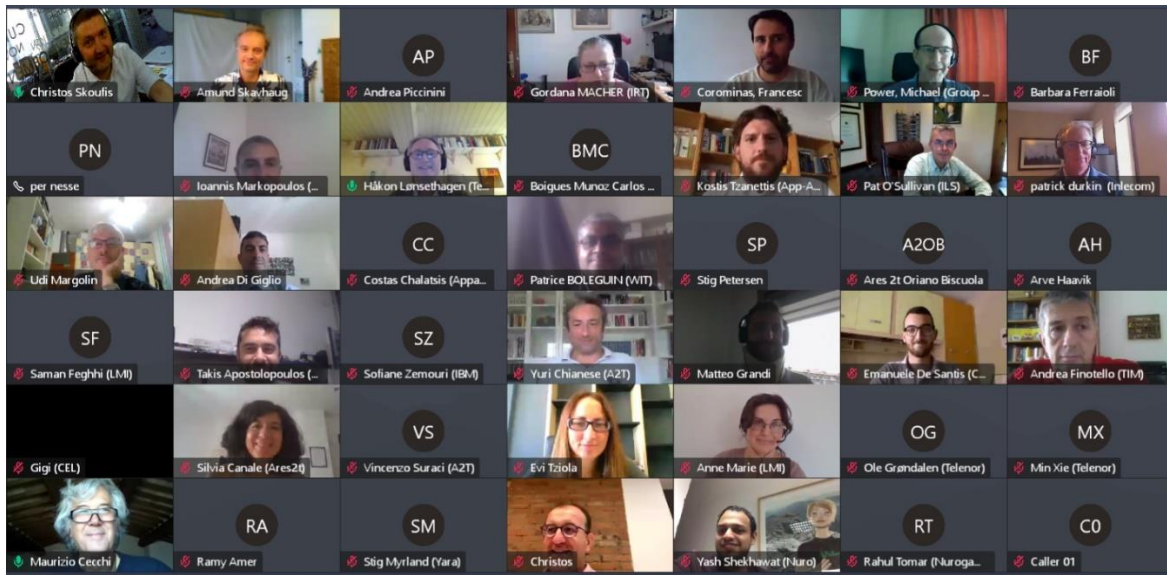 Christos Skoufis
Amund Skavhaug
AP
Andrea Piccinini
Gordana MACHER (IRT)
Corominas, Francesc
Power, Michael (Group ...
BF
Barbara Ferraioli
PN
per nesse
Ioannis Markopoulos (...
Håkon Lønsethagen (Te...
BMC
Boigues Munoz Carlos ...
Kostis Tzanettis (App-A...
Pat O'Sullivan (ILS)
patrick durkin (Inlecom)
Udi Margolin
Andrea Di Giglio
CC
Costas Chalatsis (Appa...
Patrice BOLEGUIN (WIT)
SP
Stig Petersen
A2OB
Ares 2t Oriano Biscuola
AH
Arve Haavik
SF
Saman Feghhi (LMI)
Takis Apostolopoulos (...
SZ
Sofiane Zemouri (IBM)
Yuri Chianese (A2T)
Matteo Grandi
Emanuele De Santis (C...
Andrea Finotello (TIM)
Gigi (CEL)
Silvia Canale (Ares2t)
VS
Vincenzo Suraci (A2T)
Evi Tziola
Anne Marie (LMI)
OG
Ole Grøndalen (Telenor)
MX
Min Xie (Telenor)
Maurizio Cecchi
RA
Ramy Amer
SM
Stig Myrland (Yara)
Christos
Yash Shekhawat (Nuro)
RT
Rahul Tomar (Nuroga...
C0
Caller 01